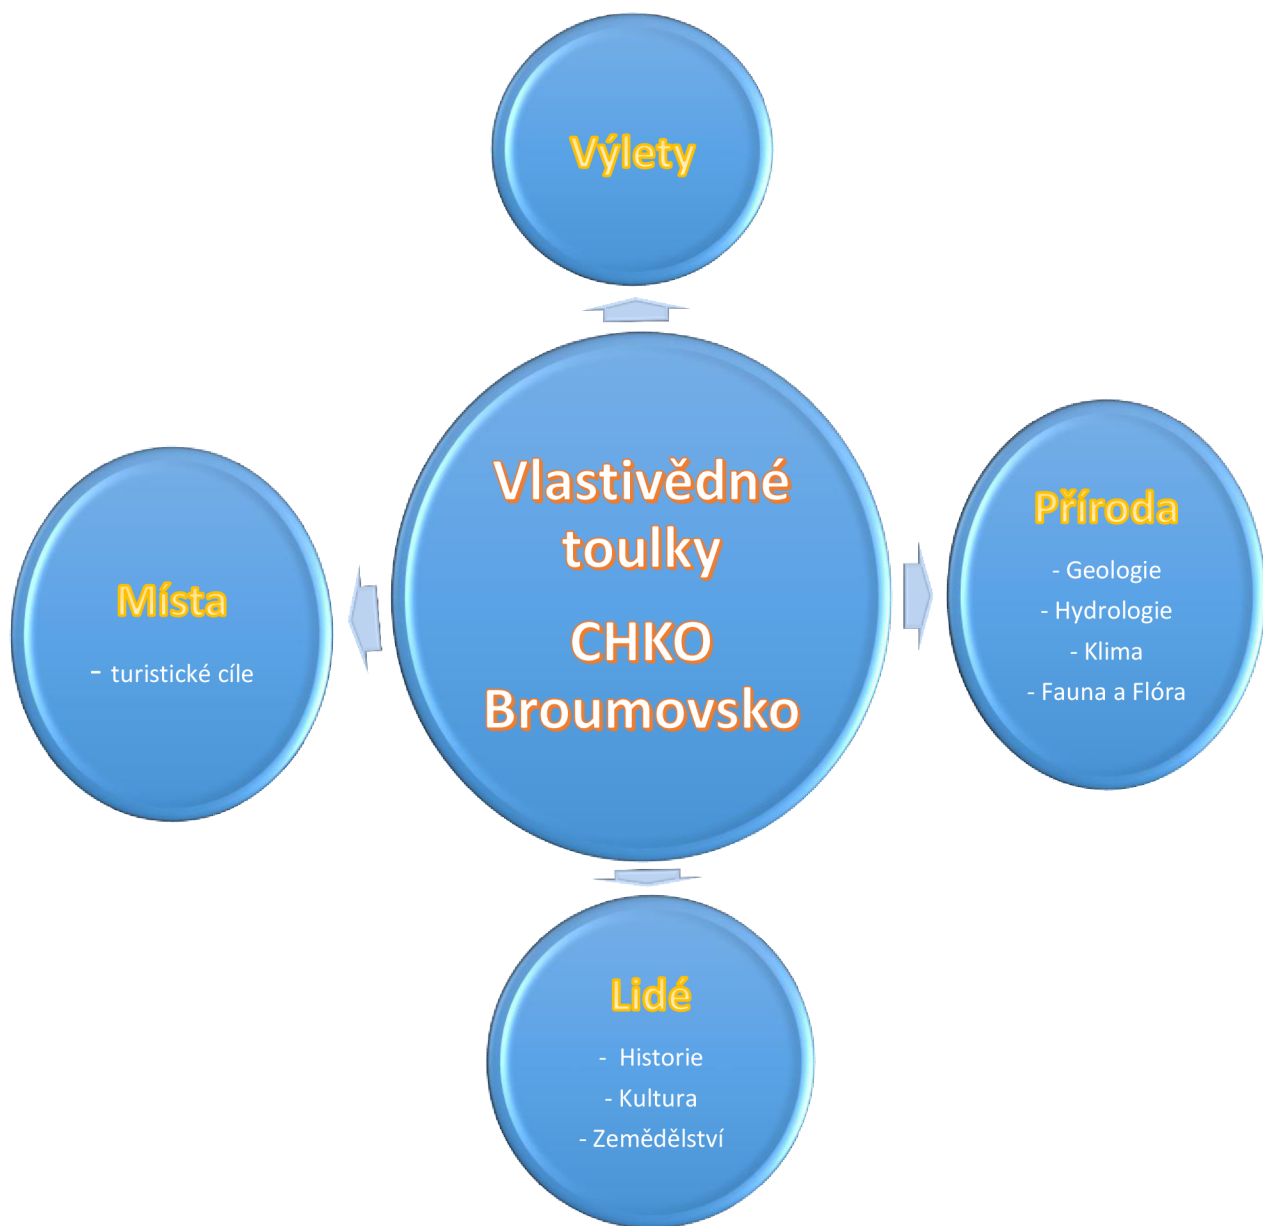 Výlety
Vlastivědné
toulky
CHKO
Broumovsko
Místa
- turistické cíle
Příroda
- Geologie
- Hydrologie
- Klima
- Fauna a Flóra
Lidé
- Historie
- Kultura
- Zemědělství